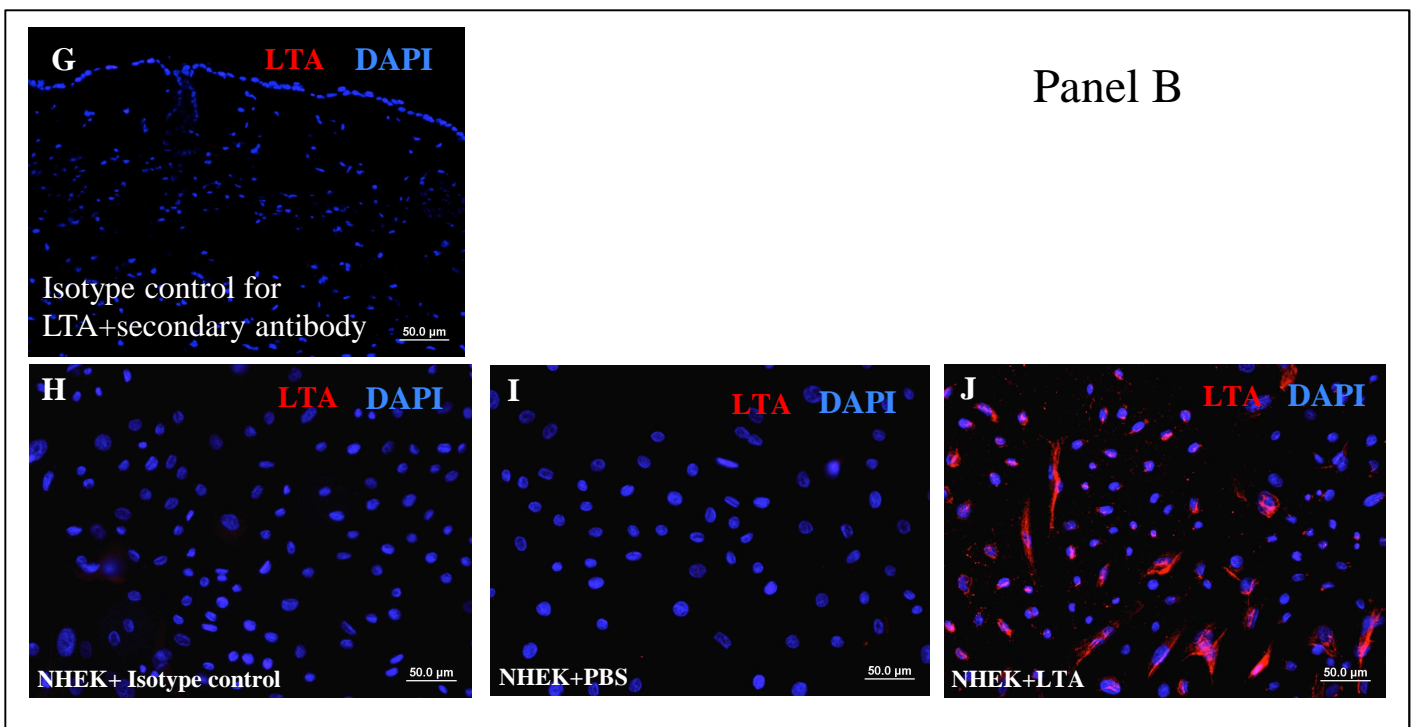 G
LTA DAPI
Panel B
Isotype control for
LTA+secondary antibody
50.0 µm
H
LTA DAPI
NHEK+ Isotype control
50.0 µm
I
LTA DAPI
NHEK+PBS
50.0 µm
J
LTA DAPI
NHEK+LTA
50.0 µm